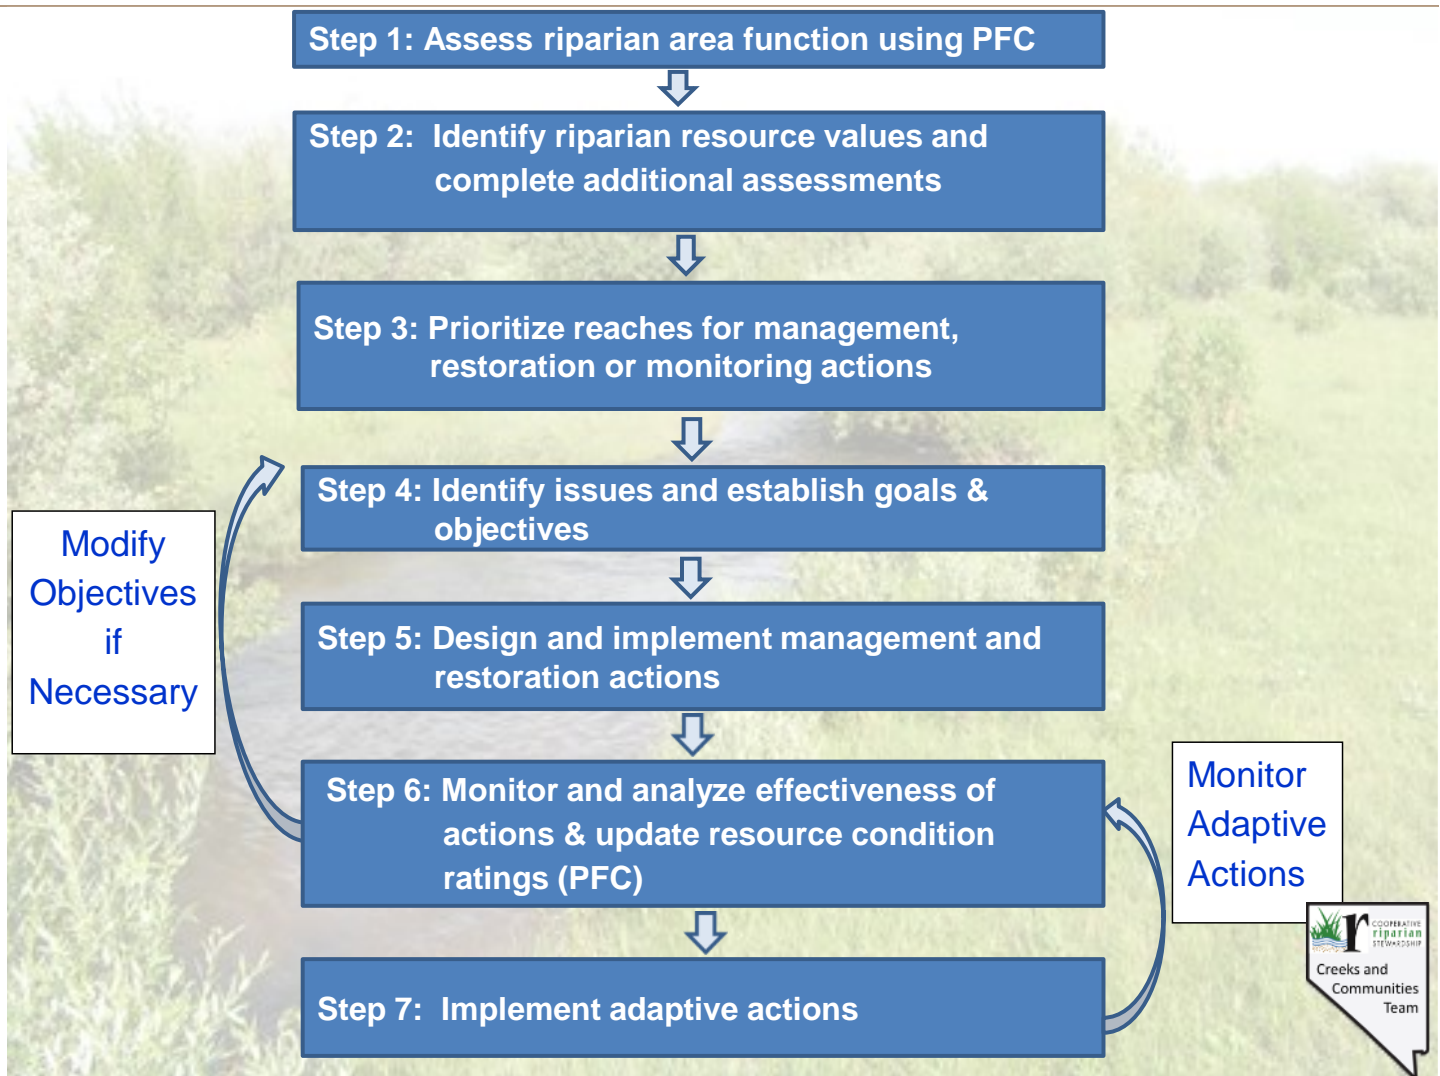 Step 1: Assess riparian area function using PFC
Step 2: Identify riparian resource values and
complete additional assessments
Step 3: Prioritize reaches for management,
restoration or monitoring actions
Step 4: Identify issues and establish goals &
objectives
Modify
Objectives
if
Necessary
Step 5: Design and implement management and
restoration actions
Step 6: Monitor and analyze effectiveness of
actions & update resource condition
ratings (PFC)
Monitor
Adaptive
Actions
Step 7: Implement adaptive actions
r
COOPERATIVE
riparian
STEWARDSHIP
Creeks and
Communities
Team